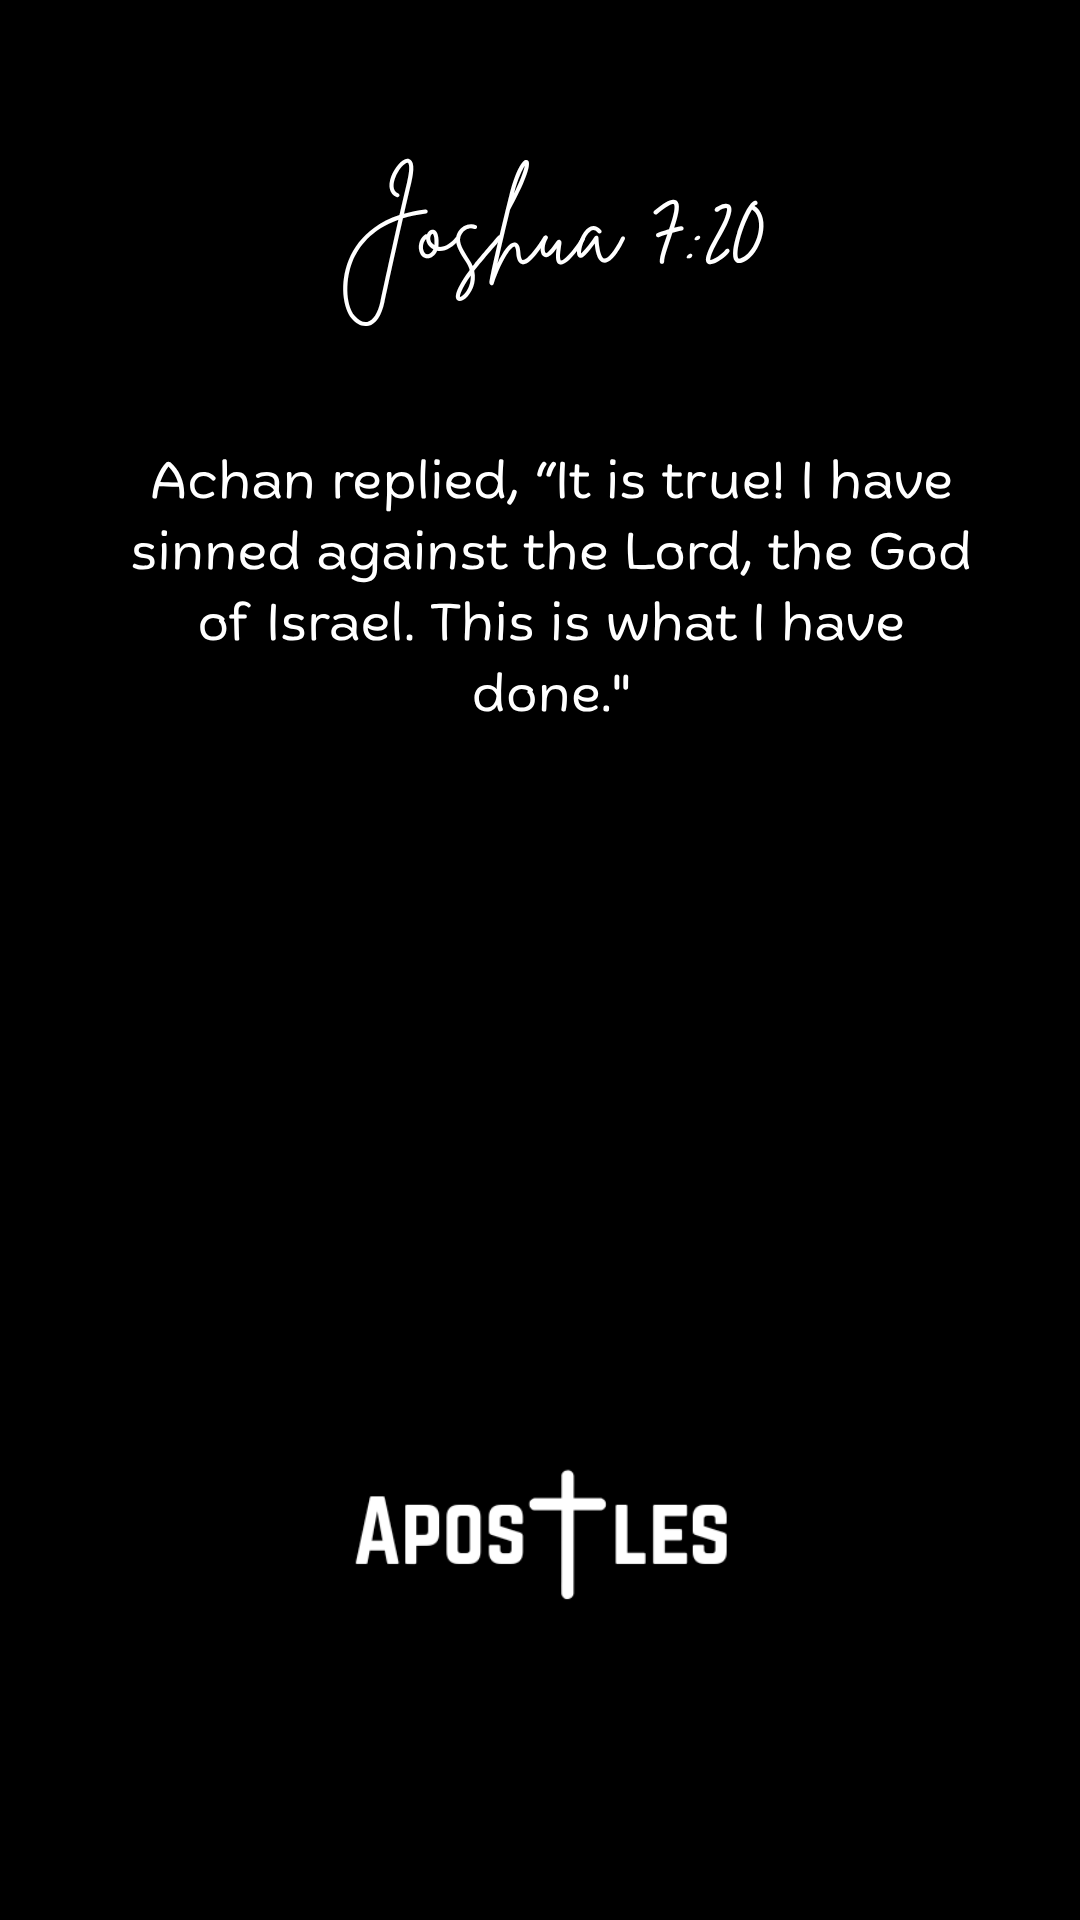 Joshua 7:20
Achan replied, “It is true! I have
sinned against the Lord, the God
of Israel. This is what I have
done."
APOSTLES